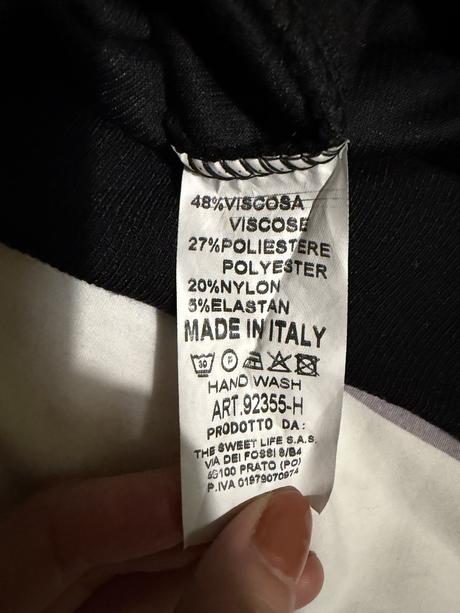 48%VISCOSA
VISCOSE
27%POLIESTERE
POLYESTER
20%NYLON
5%ELASTAN
MADE IN ITALY
30 P
HAND WASH
ART.92355-H
PRODOTTO DA:
THE SWEET LIFE S.A.S.
VIA DEI FOSSI 8/B4
59100 PRATO (PO)
P.IVA 01979070974